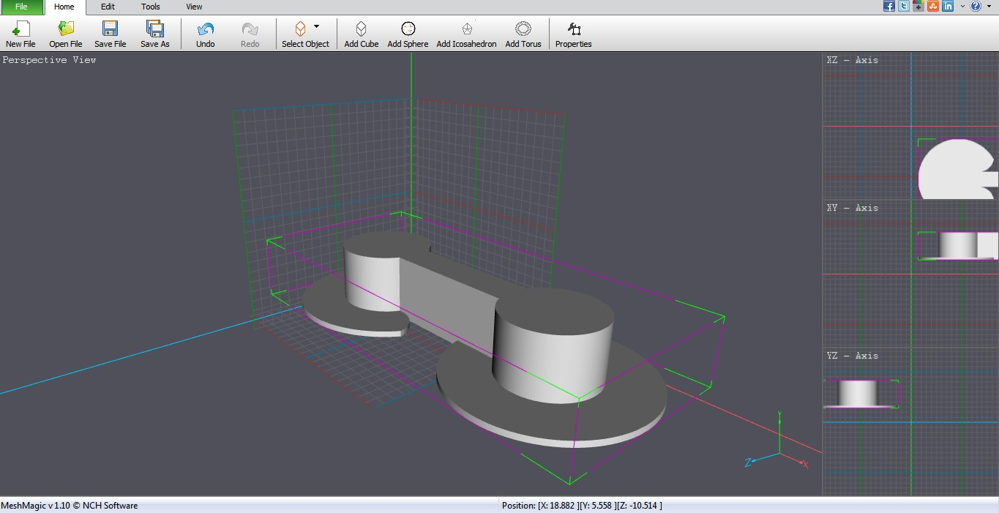 File Home Edit Tools View
New File Open File Save File Save As Undo Redo Select Object Add Cube Add Sphere Add Icosahedron Add Torus Properties
Perspective View
XZ - Axis
XY - Axis
YZ - Axis
Y
Z
X
MeshMagic v 1.10 © NCH Software
Position: [X: 18.882 ][Y: 5.558 ][Z: -10.514 ]